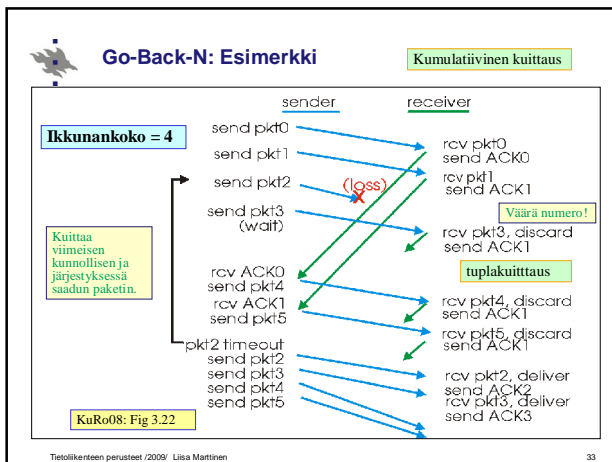 Go-Back-N: Esimerkki
Kumulatiivinen kuittaus
sender
receiver
Ikkunankoko = 4
send pkt0
send pkt1
send pkt2
send pkt3
(wait)
(loss)
rcv pkt0
send ACK0
rcv pkt1
send ACK1
Väärä numero!
rcv pkt3, discard
send ACK1
Kuittaa
viimeisen
kunnollisen ja
järjestyksessä
saadun paketin.
tuplakuitttaus
rcv ACK0
send pkt4
rcv ACK1
send pkt5
rcv pkt4, discard
send ACK1
rcv pkt5, discard
send ACK1
pkt2 timeout
send pkt2
send pkt3
send pkt4
send pkt5
rcv pkt2, deliver
send ACK2
rcv pkt3, deliver
send ACK3
KuRo08: Fig 3.22
Tietoliikenteen perusteet /2009/ Liisa Marttinen
33